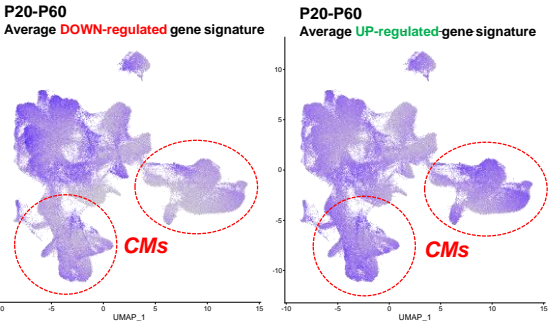 P20-P60
Average DOWN-regulated gene signature
P20-P60
Average UP-regulated gene signature
10
5
0
-5
-10
CMs
CMs
0
-5
0
5
10
15
-10
-5
0
5
10
15
UMAP_1
UMAP_1